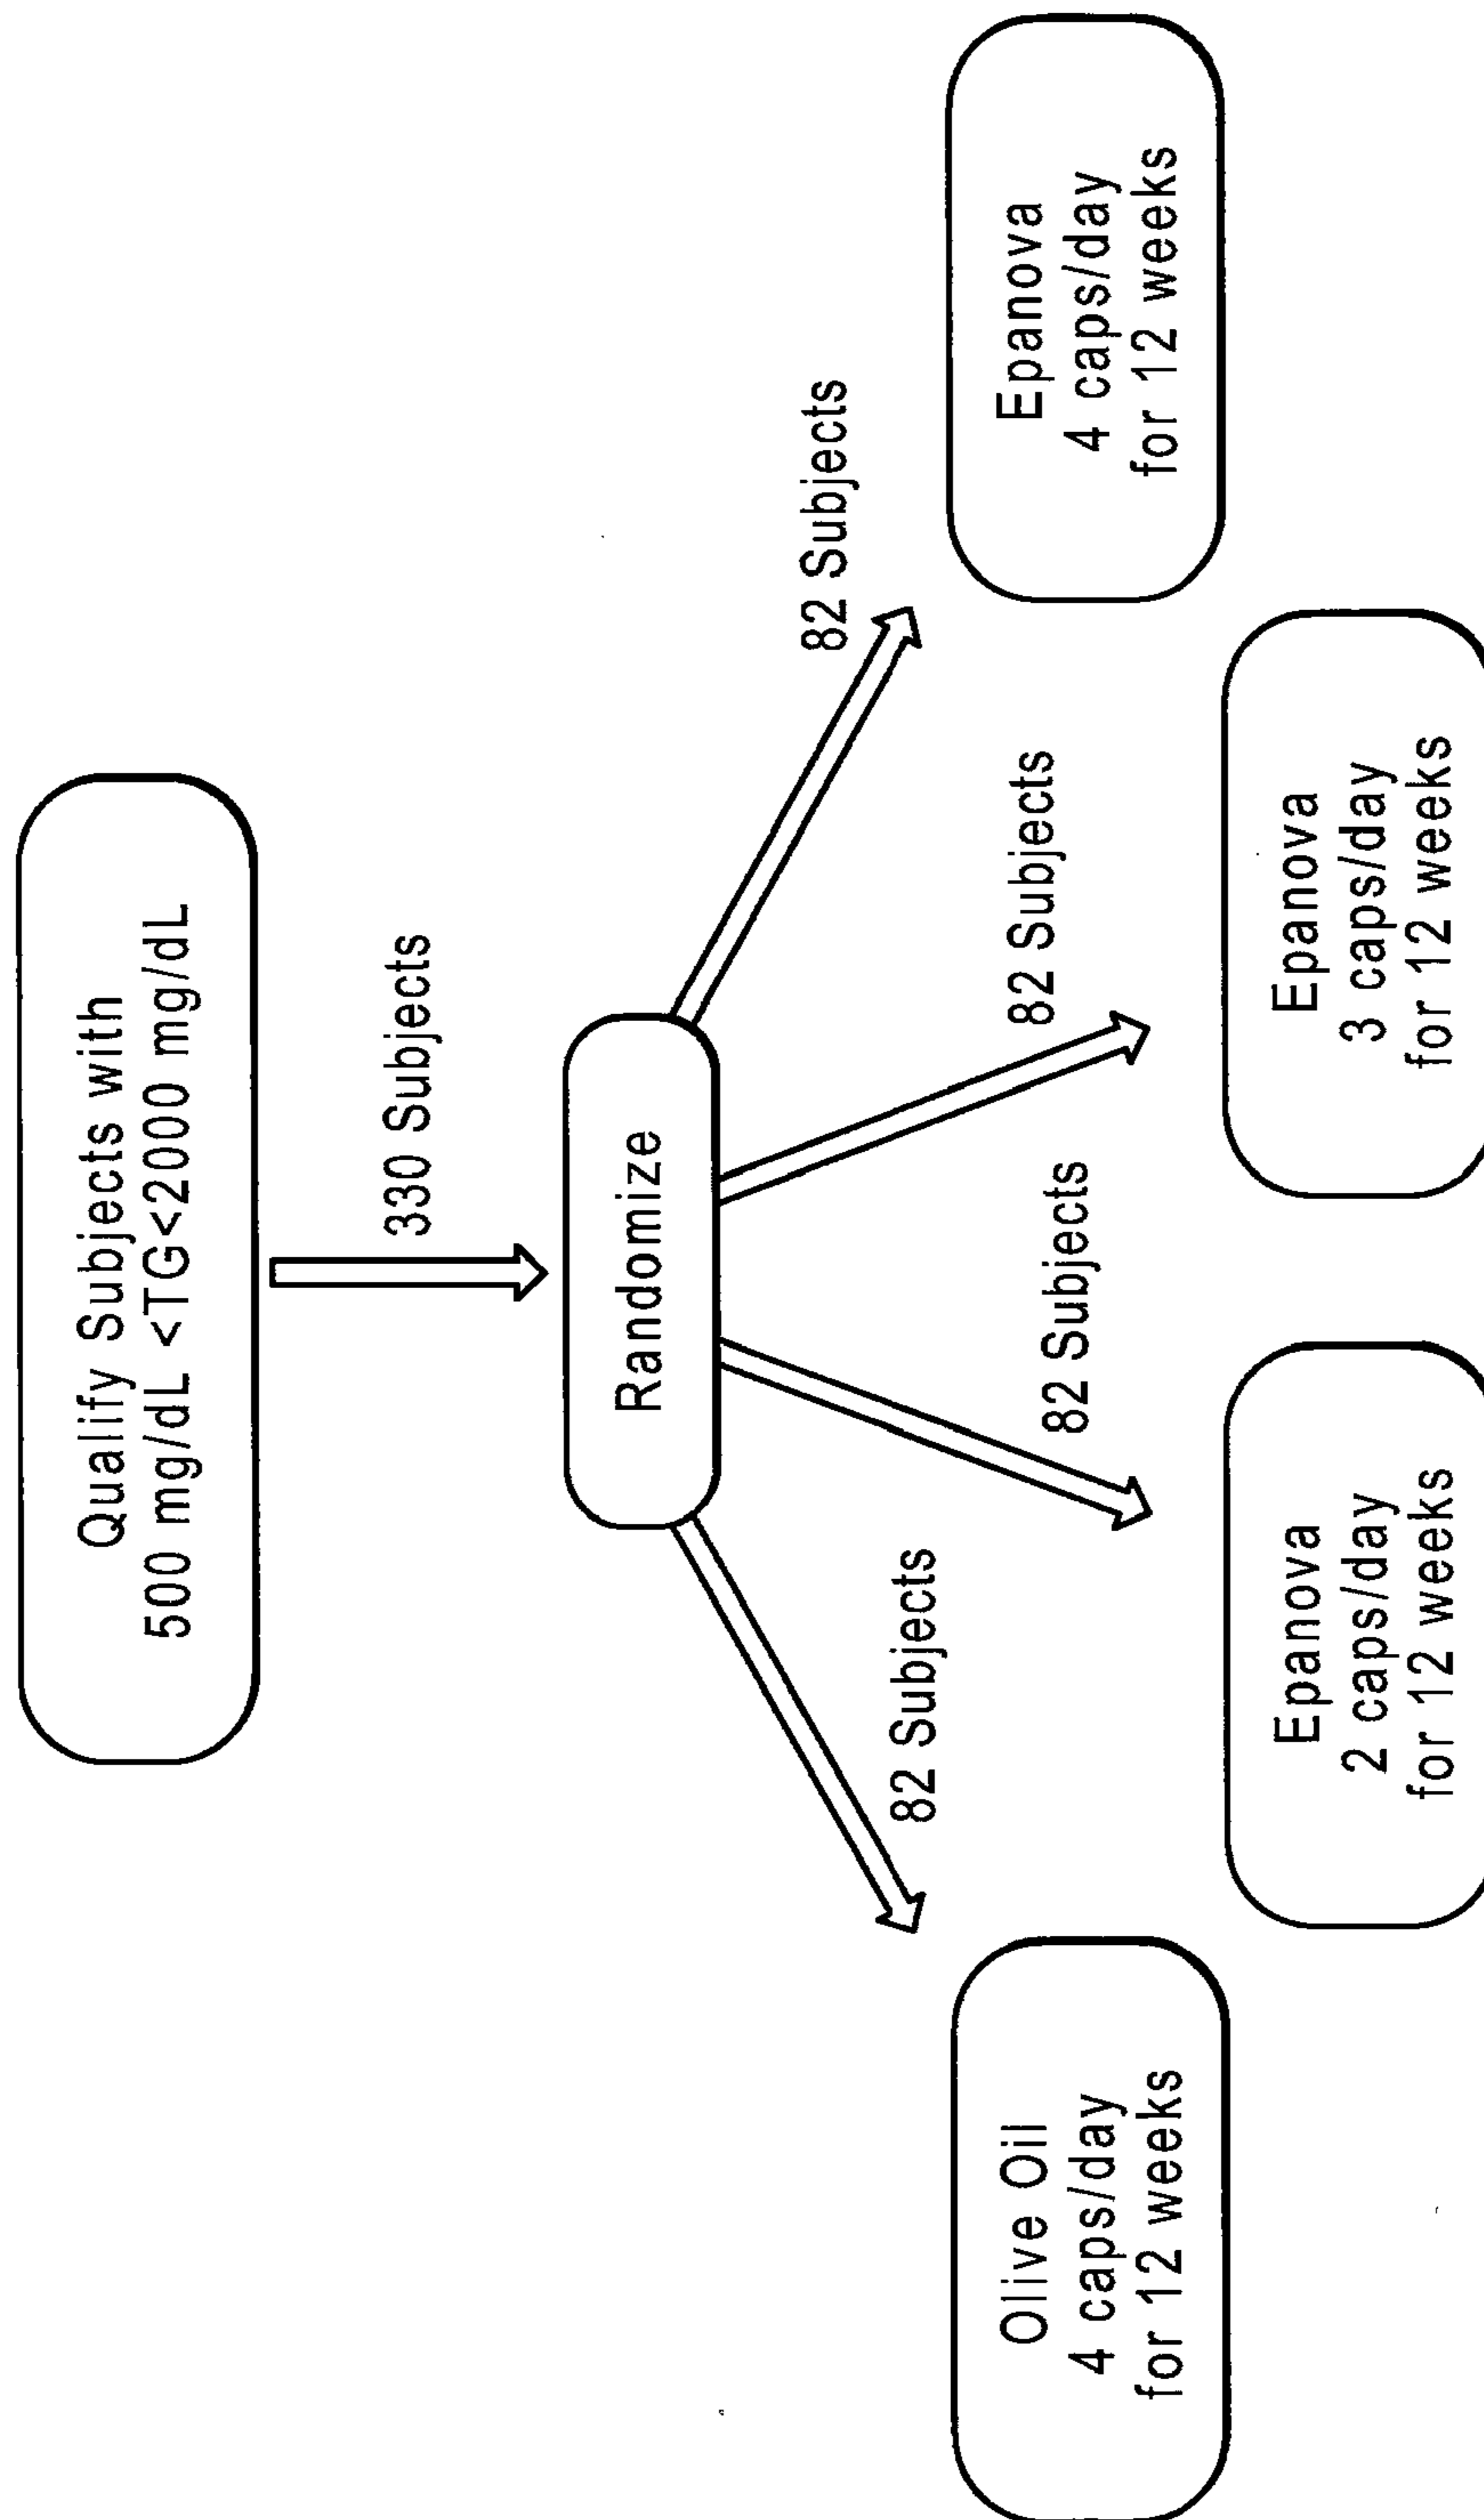 Qualify Subjects with
500 mg/dL <TG<2000 mg/dL
330 Subjects
Randomize
82 Subjects
82 Subjects
82 Subjects
82 Subjects
Olive Oil
4 caps/day
for 12 weeks
Epanova
2 caps/day
for 12 weeks
Epanova
3 caps/day
for 12 weeks
Epanova
4 caps/day
for 12 weeks